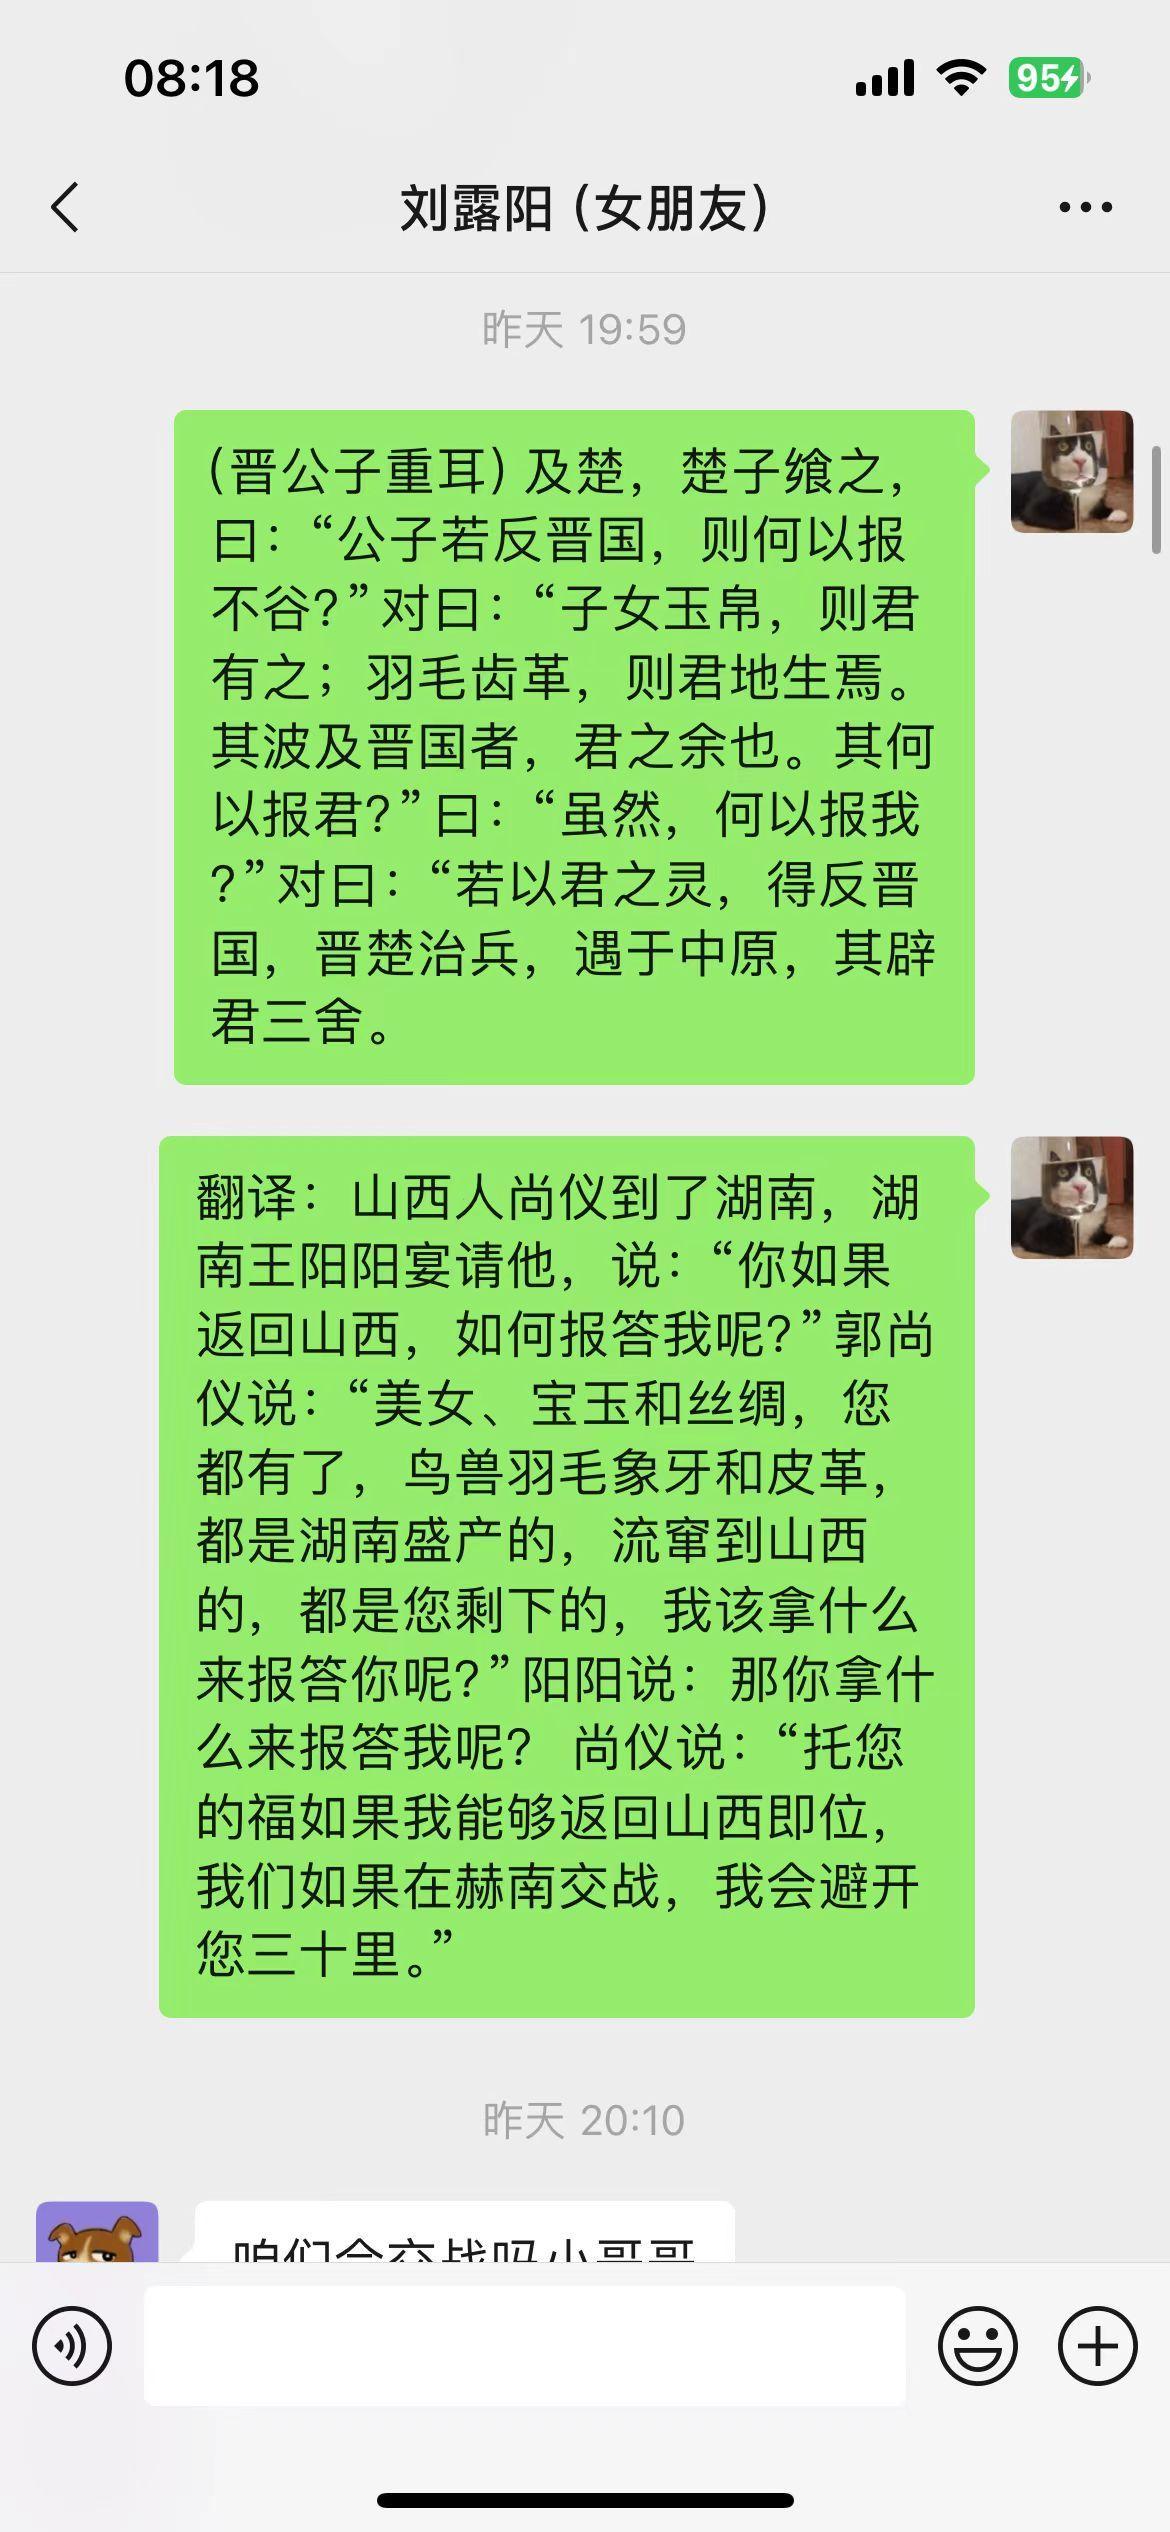 08:18
95
刘露阳（女朋友）
昨天 19:59
（晋公子重耳）及楚，楚子飨之，
曰：“公子若反晋国，则何以报
不谷？”对曰：“子女玉帛，则君
有之；羽毛齿革，则君地生焉。
其波及晋国者，君之余也。其何
以报君？”曰：“虽然，何以报我
？”对曰：“若以君之灵，得反晋
国，晋楚治兵，遇于中原，其辟
君三舍。
翻译：山西人尚仪到了湖南，湖
南王阳阳宴请他，说：“你如果
返回山西，如何报答我呢？”郭尚
仪说：“美女、宝玉和丝绸，您
都有了，鸟兽羽毛象牙和皮革，
都是湖南盛产的，流窜到山西
的，都是您剩下的，我该拿什么
来报答你呢？”阳阳说：那你拿什
么来报答我呢？ 尚仪说：“托您
的福如果我能够返回山西即位，
我们如果在赫南交战，我会避开
您三十里。”
昨天 20:10
咱们会交战吗小哥哥